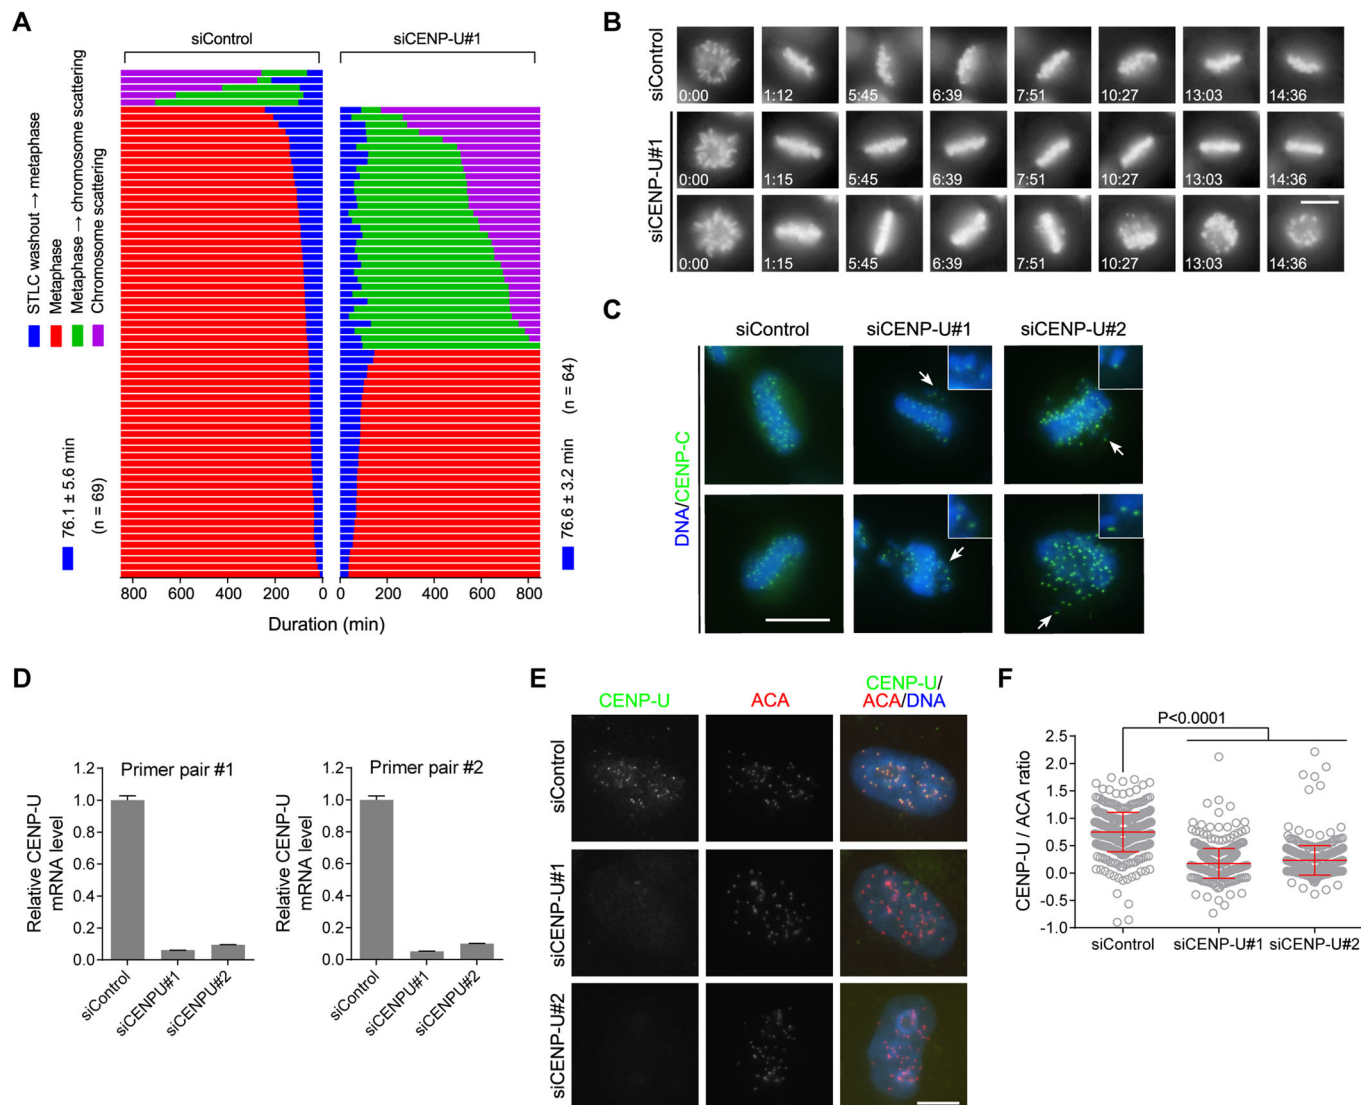 A
siControl
siCENP-U#1
STLC washout → metaphase
Metaphase
Metaphase → chromosome scattering
Chromosome scattering
76.1 ± 5.6 min
(n = 69)
76.6 ± 3.2 min
(n = 64)
800 600 400 200 0
0 200 400 600 800
Duration (min)
B
siControl
0:00 1:12 5:45 6:39 7:51 10:27 13:03 14:36
siCENP-U#1
0:00 1:15 5:45 6:39 7:51 10:27 13:03 14:36
0:00 1:15 5:45 6:39 7:51 10:27 13:03 14:36
C
siControl siCENP-U#1 siCENP-U#2
DNA/CENP-C
D
Relative CENP-U
mRNA level
Primer pair #1
1.2
1.0
0.8
0.6
0.4
0.2
0.0
siControl
siCENPU#1
siCENPU#2
Relative CENP-U
mRNA level
Primer pair #2
1.2
1.0
0.8
0.6
0.4
0.2
0.0
siControl
siCENPU#1
siCENPU#2
E
CENP-U
ACA
CENP-U/
ACA/DNA
siControl
siCENP-U#1
siCENP-U#2
F
P<0.0001
CENP-U / ACA ratio
2.5
2.0
1.5
1.0
0.5
0.0
-0.5
-1.0
siControl siCENP-U#1 siCENP-U#2